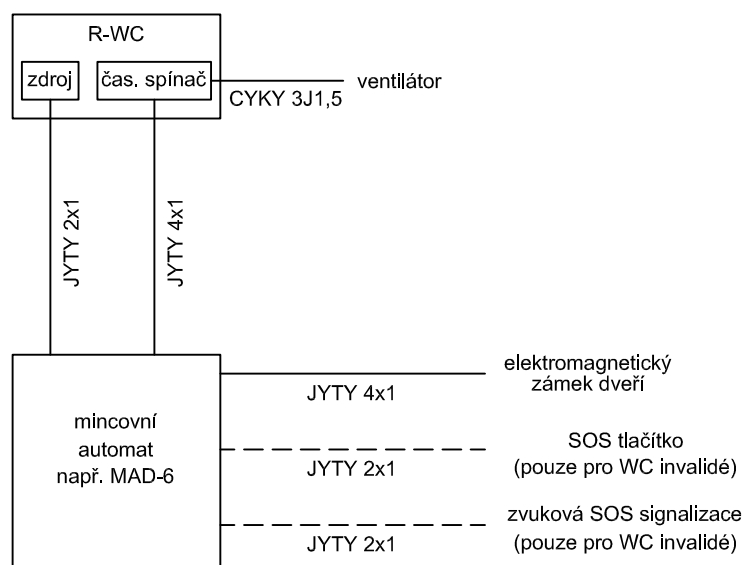 R-WC
zdroj
čas. spínač
ventilátor
CYKY 3J1,5
JYTY 2x1
JYTY 4x1
elektromagnetický
zámek dveří
JYTY 4x1
mincovní
automat
např. MAD-6
SOS tlačítko
(pouze pro WC invalidé)
JYTY 2x1
zvuková SOS signalizace
(pouze pro WC invalidé)
JYTY 2x1